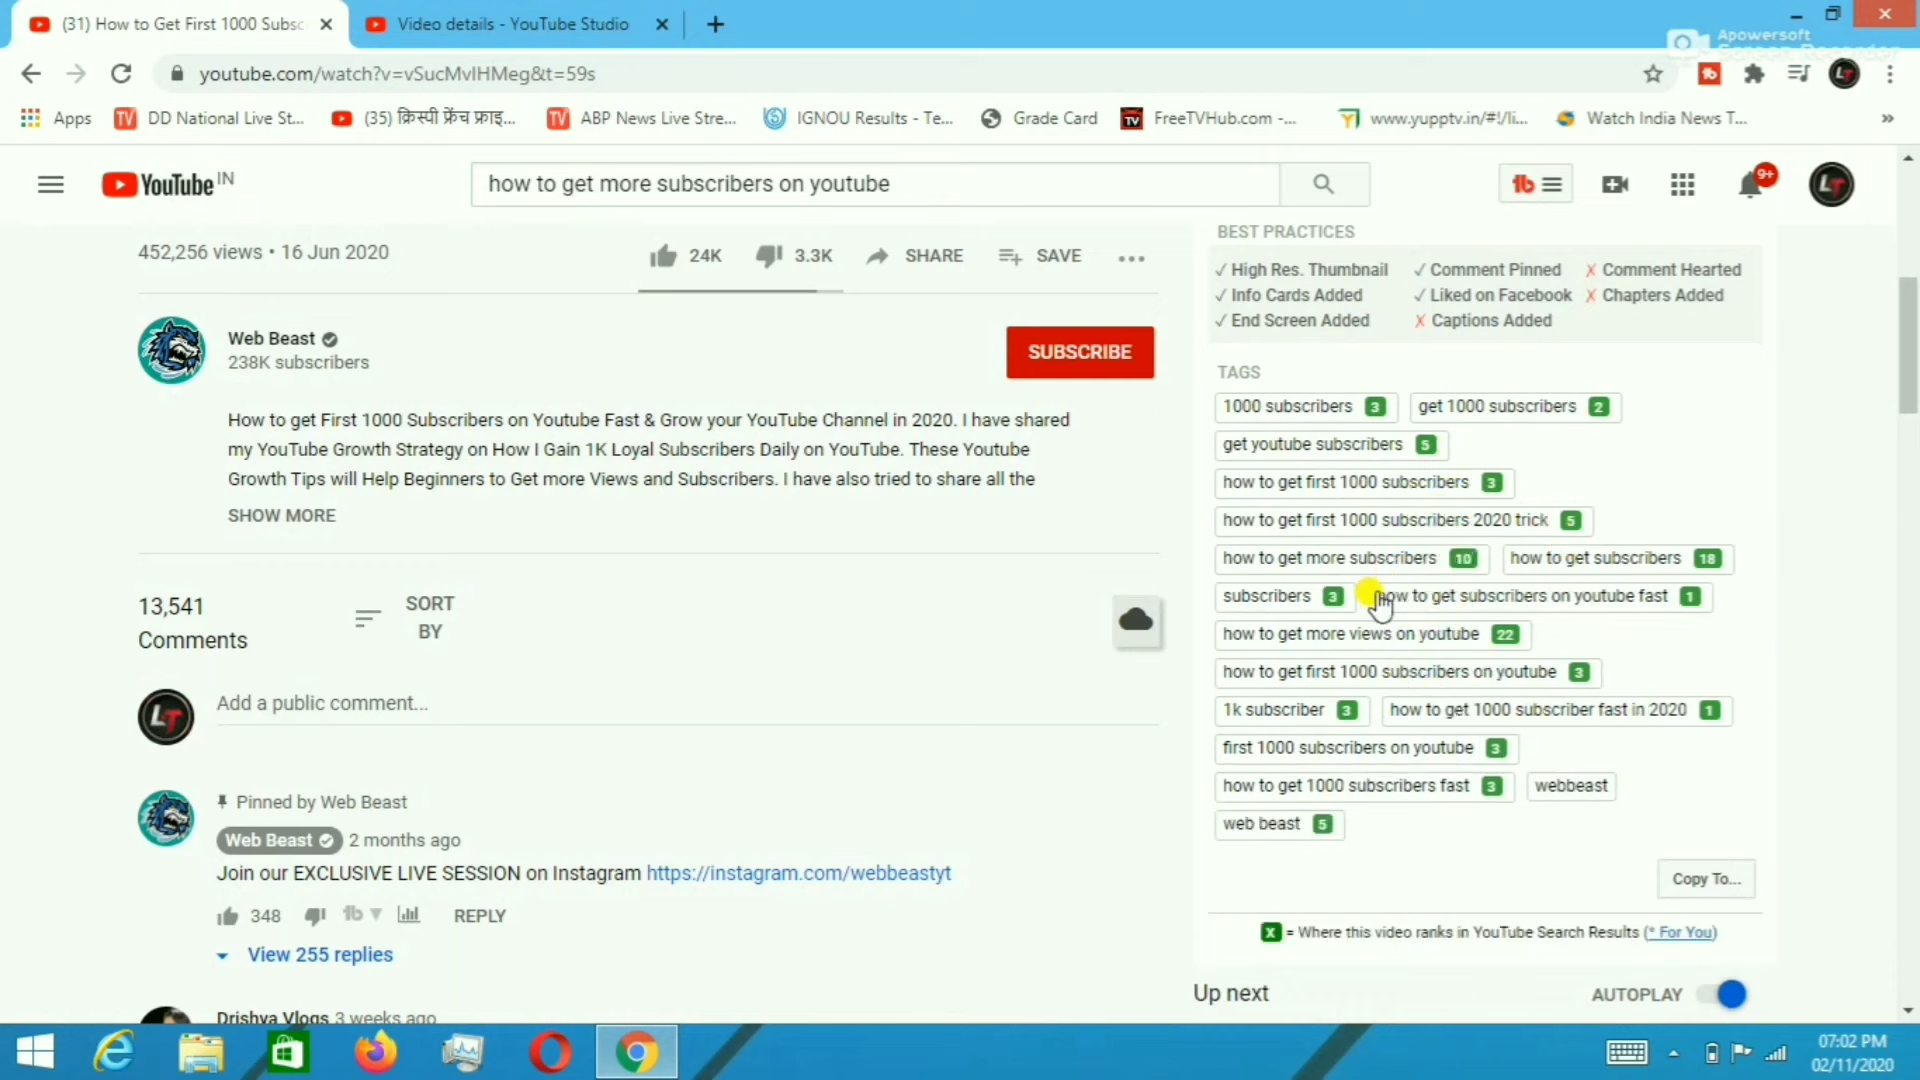 (31) How to Get First 1000 Subsc
Video details - YouTube Studio
Apowersoft
Screen Recorder
youtube.com/watch?v=vSucMvIHMeg&t=59s
Apps
DD National Live St...
(35) क्रिस्पी फ्रेंच फ्राइ...
ABP News Live Stre...
IGNOU Results - Te...
Grade Card
FreeTVHub.com -...
www.yupptv.in/#!/li...
Watch India News T...
»
YouTube IN
how to get more subscribers on youtube
9+
452,256 views • 16 Jun 2020
24K
3.3K
SHARE
SAVE
Web Beast
238K subscribers
SUBSCRIBE
How to get First 1000 Subscribers on Youtube Fast & Grow your YouTube Channel in 2020. I have shared
my YouTube Growth Strategy on How I Gain 1K Loyal Subscribers Daily on YouTube. These Youtube
Growth Tips will Help Beginners to Get more Views and Subscribers. I have also tried to share all the
SHOW MORE
13,541
Comments
SORT
BY
Add a public comment...
Pinned by Web Beast
Web Beast 2 months ago
Join our EXCLUSIVE LIVE SESSION on Instagram https://instagram.com/webbeastyt
348
REPLY
View 255 replies
Drishya Vlogs 3 weeks ago
BEST PRACTICES
✓ High Res. Thumbnail ✓ Comment Pinned ✗ Comment Hearted
✓ Info Cards Added ✓ Liked on Facebook ✗ Chapters Added
✓ End Screen Added ✗ Captions Added
TAGS
1000 subscribers 3 get 1000 subscribers 2
get youtube subscribers 5
how to get first 1000 subscribers 3
how to get first 1000 subscribers 2020 trick 5
how to get more subscribers 10 how to get subscribers 18
subscribers 3 how to get subscribers on youtube fast 1
how to get more views on youtube 22
how to get first 1000 subscribers on youtube 3
1k subscriber 3 how to get 1000 subscriber fast in 2020 1
first 1000 subscribers on youtube 3
how to get 1000 subscribers fast 3 webbeast
web beast 5
Copy To...
X = Where this video ranks in YouTube Search Results (* For You)
Up next
AUTOPLAY
07:02 PM
02/11/2020